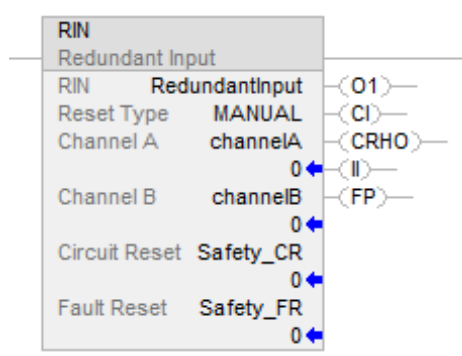 RIN
Redundant Input
RIN RedundantInput O1
Reset Type MANUAL CI
Channel A channelA CRHO
0 II
Channel B channelB FP
0
Circuit Reset Safety_CR
0
Fault Reset Safety_FR
0